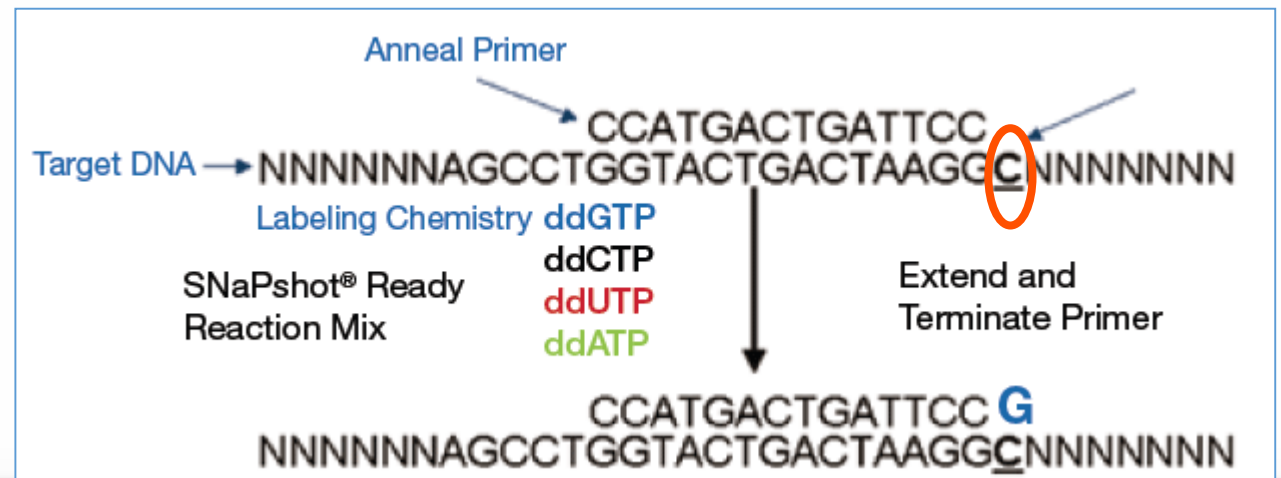 Anneal Primer
CCATGACTGATTCC
Target DNA NNNNNNAGCCTGGTACTGACTAAGGCNNNNNNN
Labeling Chemistry ddGTP
ddCTP
ddUTP
ddATP
SNaPshot® Ready
Reaction Mix
Extend and
Terminate Primer
CCATGACTGATTCC G
NNNNNNAGCCTGGTACTGACTAAGGCNNNNNNN